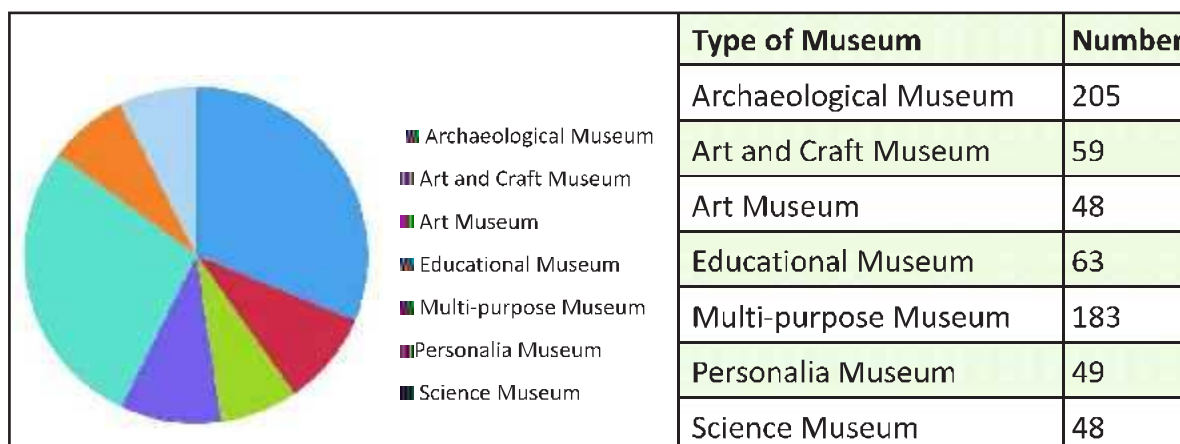 Archaeological Museum
Art and Craft Museum
Art Museum
Educational Museum
Multi-purpose Museum
Personalia Museum
Science Museum
Type of Museum Number
Archaeological Museum 205
Art and Craft Museum 59
Art Museum 48
Educational Museum 63
Multi-purpose Museum 183
Personalia Museum 49
Science Museum 48